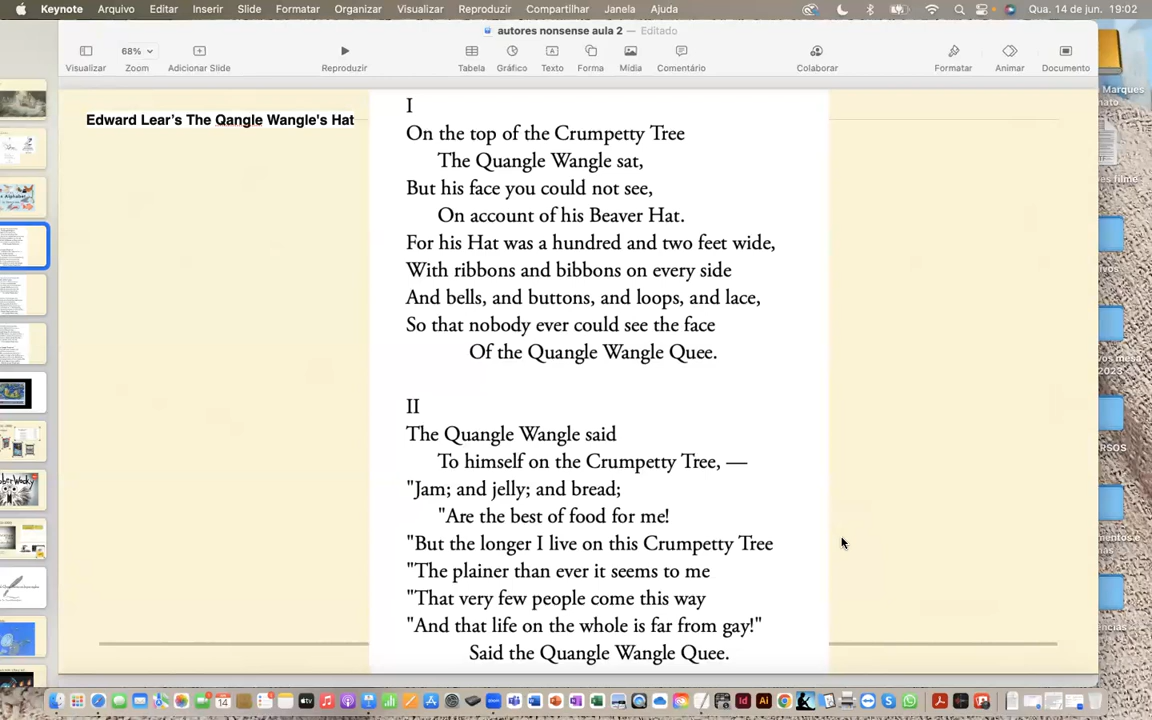 Keynote Arquivo Editar Inserir Slide Formatar Organizar Visualizar Reproduzir Compartilhar Janela Ajuda Qua. 14 de jun. 19:02
autores nonsense aula 2 — Editado
68%
Visualizar Zoom Adicionar Slide Reproduzir Tabela Gráfico Texto Forma Mídia Comentário Colaborar Formatar Animar Documento
Marques
Edward Lear’s The Qangle Wangle's Hat
I
On the top of the Crumpetty Tree
The Quangle Wangle sat,
But his face you could not see,
On account of his Beaver Hat.
For his Hat was a hundred and two feet wide,
With ribbons and bibbons on every side
And bells, and buttons, and loops, and lace,
So that nobody ever could see the face
Of the Quangle Wangle Quee.
II
The Quangle Wangle said
To himself on the Crumpetty Tree, —
"Jam; and jelly; and bread;
"Are the best of food for me!
"But the longer I live on this Crumpetty Tree
"The plainer than ever it seems to me
"That very few people come this way
"And that life on the whole is far from gay!"
Said the Quangle Wangle Quee.